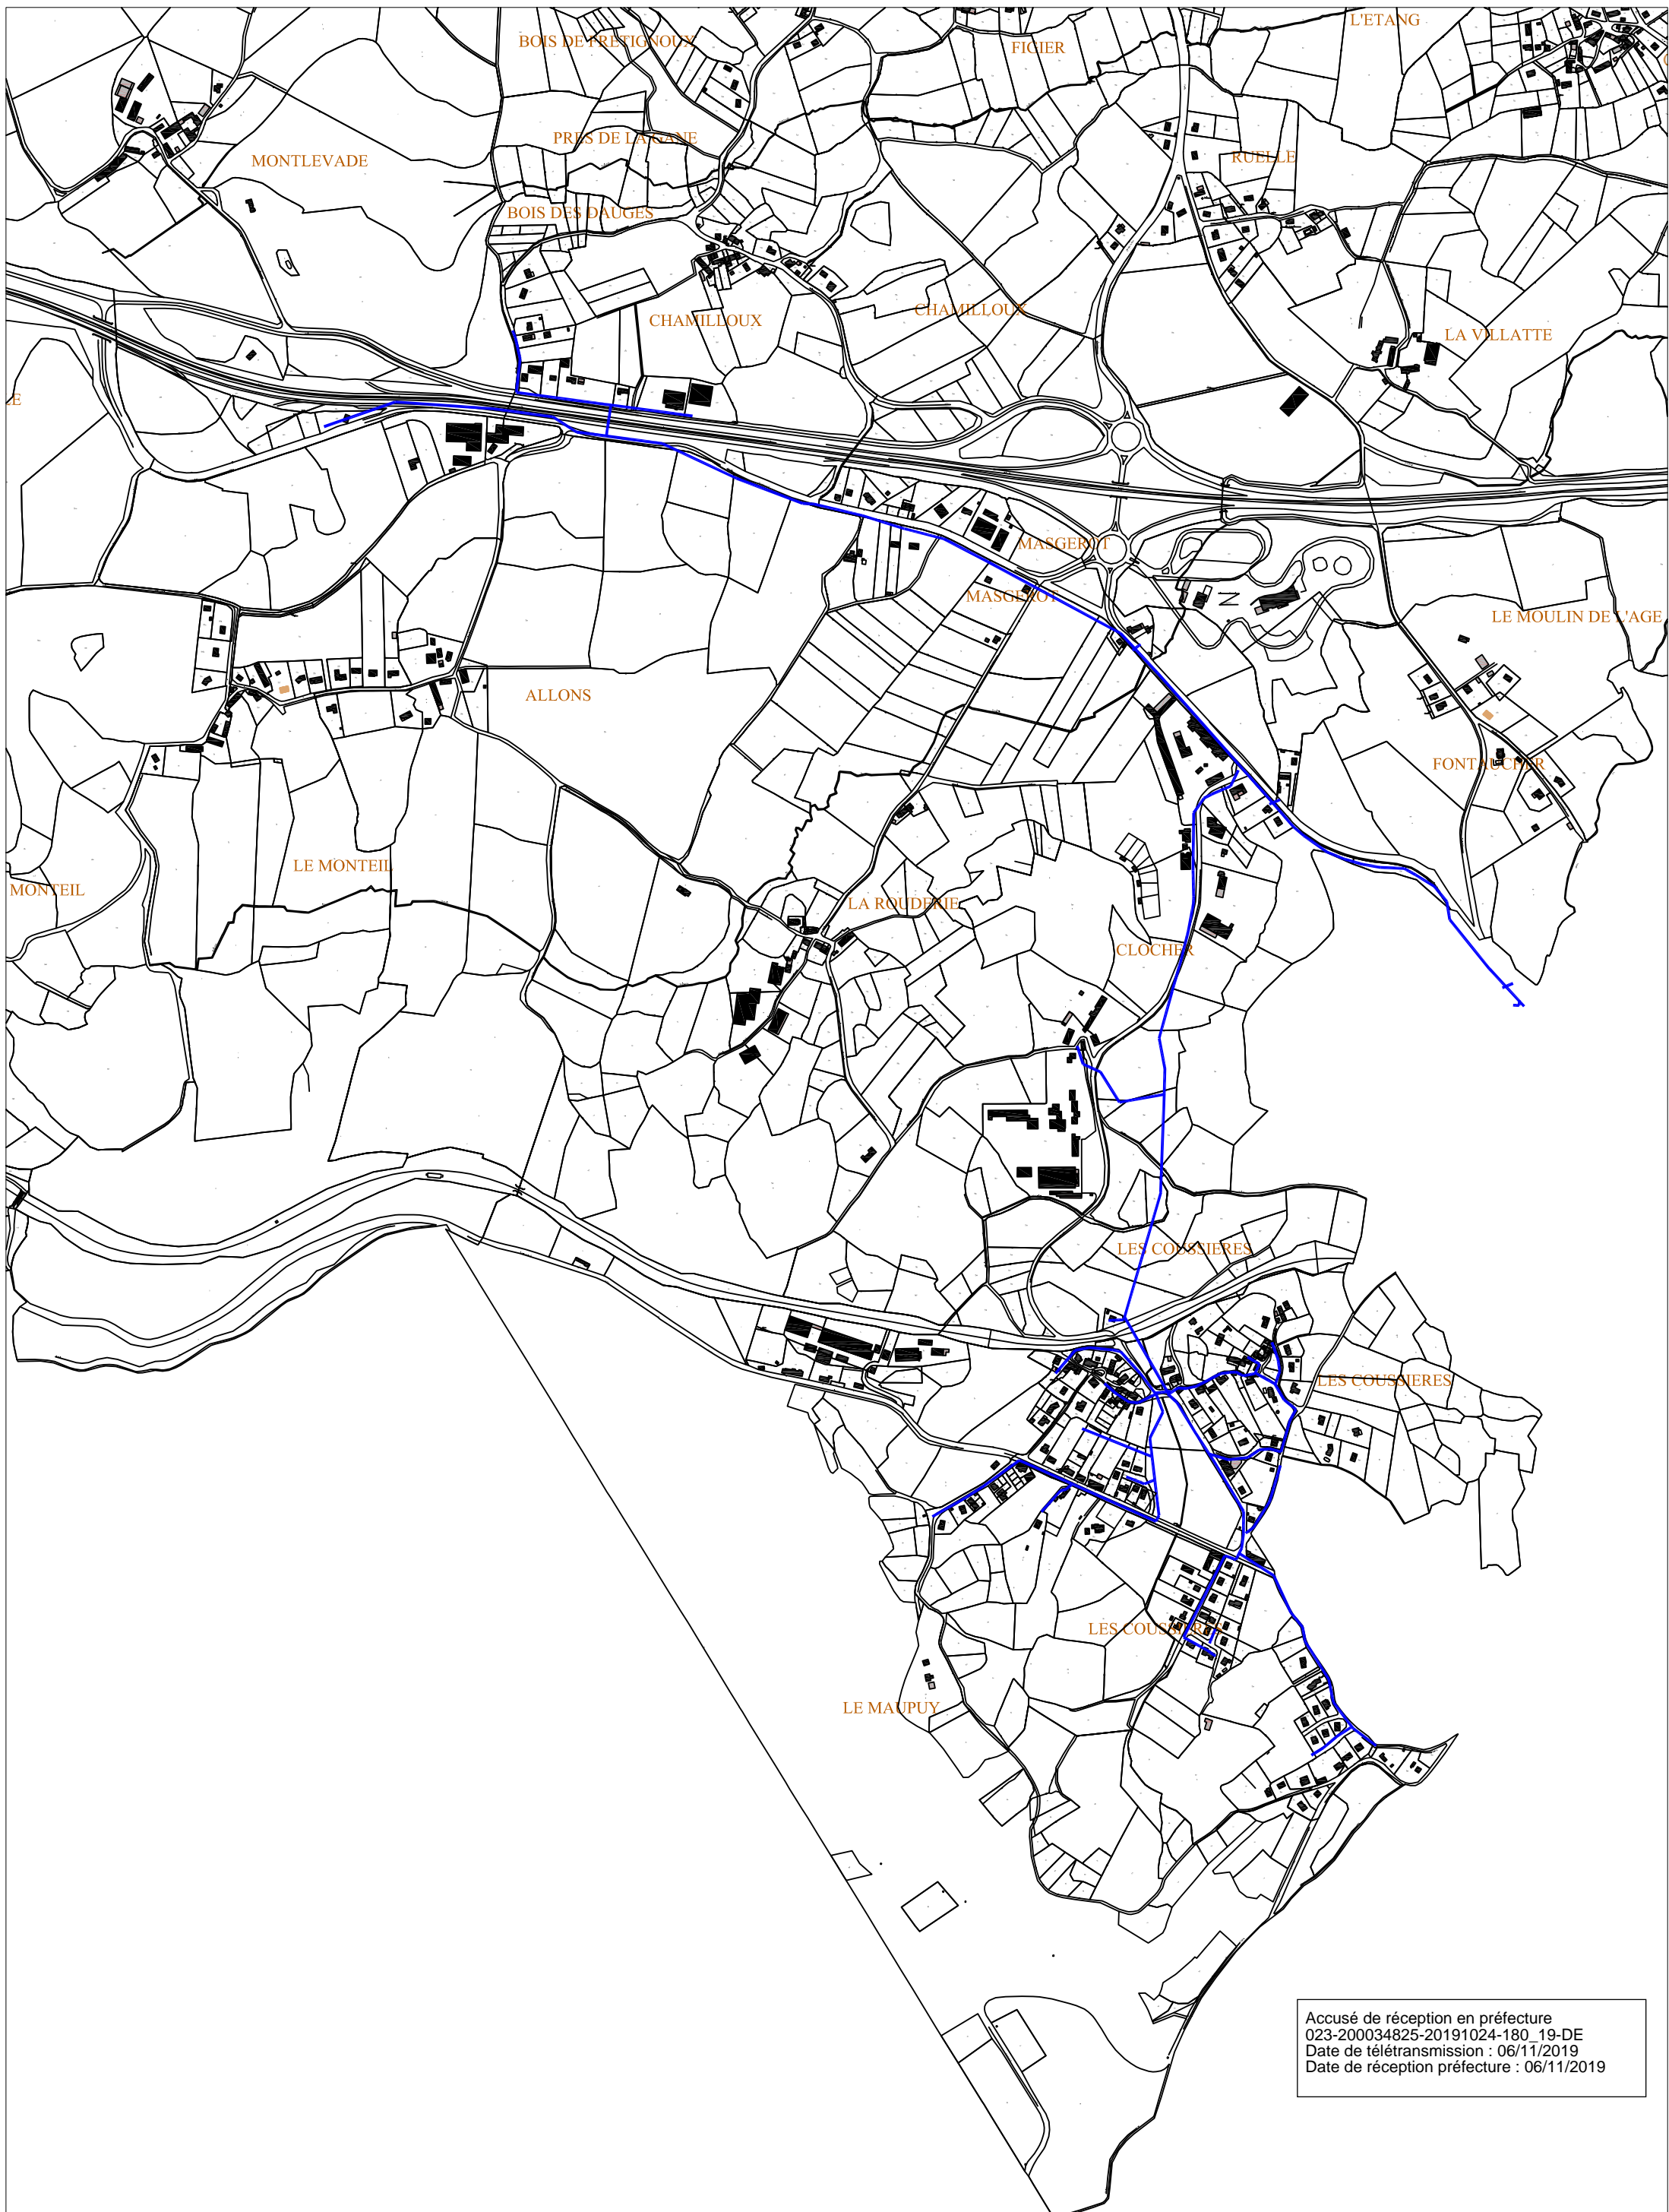 L'ETANG
BOIS DE FRETIGNOUX
FIGIER
PRES DE LA GANE
MONTLEVADE
RUELLE
BOIS DES DAUGES
CHAMILLOUX
CHAMILLOUX
LA VILLATTE
MASGEROT
MASGEROT
LE MOULIN DE L'AGE
ALLONS
FONTAUCHER
LE MONTEIL
MONTEIL
LA ROUDERIE
CLOCHER
LES COUSSIERES
LES COUSSIERES
LES COUSSIERES
LE MAUPUY
Accusé de réception en préfecture
023-200034825-20191024-180_19-DE
Date de télétransmission : 06/11/2019
Date de réception préfecture : 06/11/2019